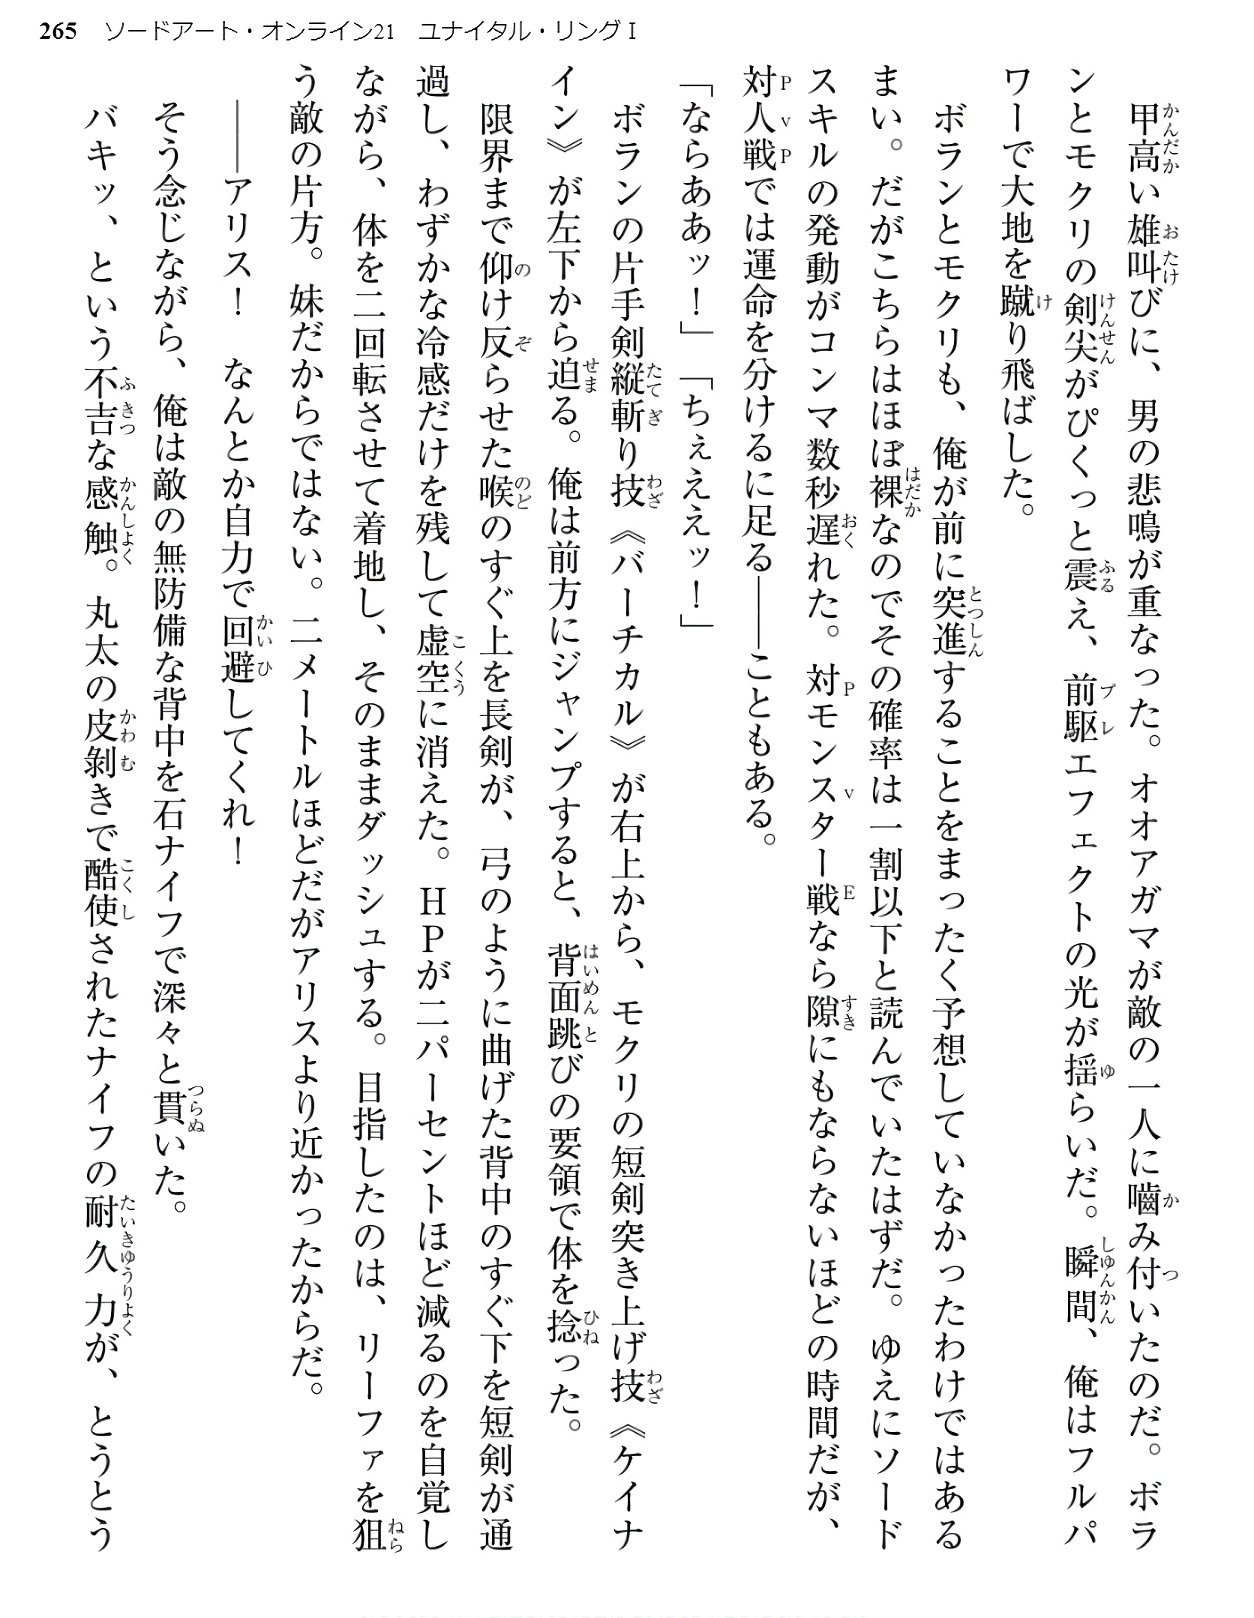 265 ソードアート・オンライン21 ユナイタル・リングⅠ
　甲高い雄叫びに、男の悲鳴が重なった。オオアガマが敵の一人に嚙み付いたのだ。ボラ
ンとモクリの剣尖がぴくっと震え、前駆エフェクトの光が揺らいだ。瞬間、俺はフルパ
ワーで大地を蹴り飛ばした。
　ボランとモクリも、俺が前に突進することをまったく予想していなかったわけではある
まい。だがこちらはほぼ裸なのでその確率は一割以下と読んでいたはずだ。ゆえにソード
スキルの発動がコンマ数秒遅れた。対モンスター戦なら隙にもならないほどの時間だが、
対人戦では運命を分けるに足る――こともある。
「ならああッ！」「ちぇええッ！」
　ボランの片手剣縦斬り技《バーチカル》が右上から、モクリの短剣突き上げ技《ケイナ
イン》が左下から迫る。俺は前方にジャンプすると、背面跳びの要領で体を捻った。
　限界まで仰け反らせた喉のすぐ上を長剣が、弓のように曲げた背中のすぐ下を短剣が通
過し、わずかな冷感だけを残して虚空に消えた。ＨＰが二パーセントほど減るのを自覚し
ながら、体を二回転させて着地し、そのままダッシュする。目指したのは、リーファを狙
う敵の片方。妹だからではない。二メートルほどだがアリスより近かったからだ。
　――アリス！　なんとか自力で回避してくれ！
　そう念じながら、俺は敵の無防備な背中を石ナイフで深々と貫いた。
　バキッ、という不吉な感触。丸太の皮剝きで酷使されたナイフの耐久力が、とうとう